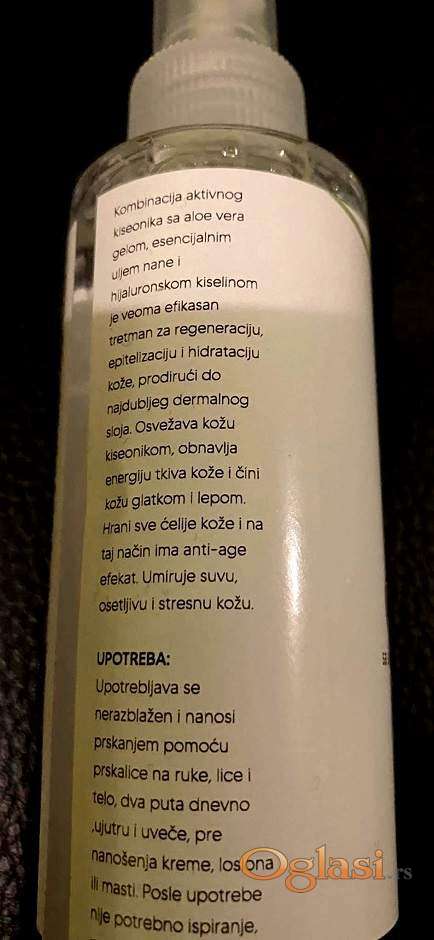 Kombinacija aktivnog
kiseonika sa aloe vera
gelom, esencijalnim
uljem nane i
hijaluronskom kiselinom
je veoma efikasan
tretman za regeneraciju,
epitelizaciju i hidrataciju
kože, prodirući do
najdubljeg dermalnog
sloja. Osvežava kožu
kiseonikom, obnavlja
energiju tkiva kože i čini
kožu glatkom i lepom.
Hrani sve ćelije kože i na
taj način ima anti-age
efekat. Umiruje suvu,
osetljivu i stresnu kožu.
UPOTREBA:
Upotrebljava se
nerazblažen i nanosi
prskanjem pomoću
prskalice na ruke, lice i
telo, dva puta dnevno
,ujutru i uveče, pre
nanošenja kreme, losiona
ili masti. Posle upotrebe
nije potrebno ispiranje,
Oglasi.rs